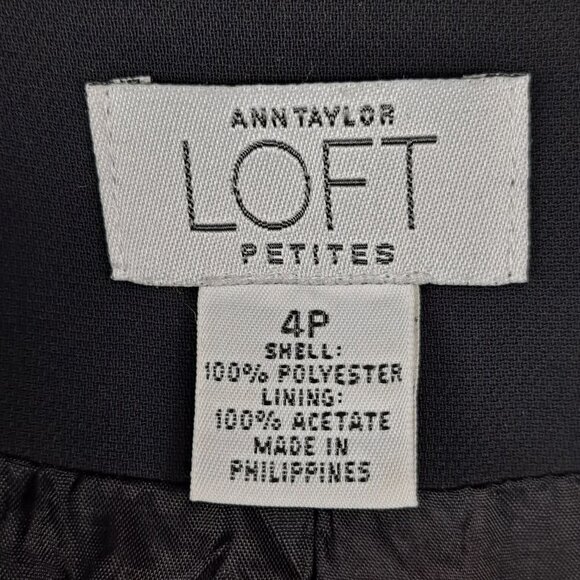 ANN TAYLOR
LOFT
PETITES
4P
SHELL:
100% POLYESTER
LINING:
100% ACETATE
MADE IN
PHILIPPINES